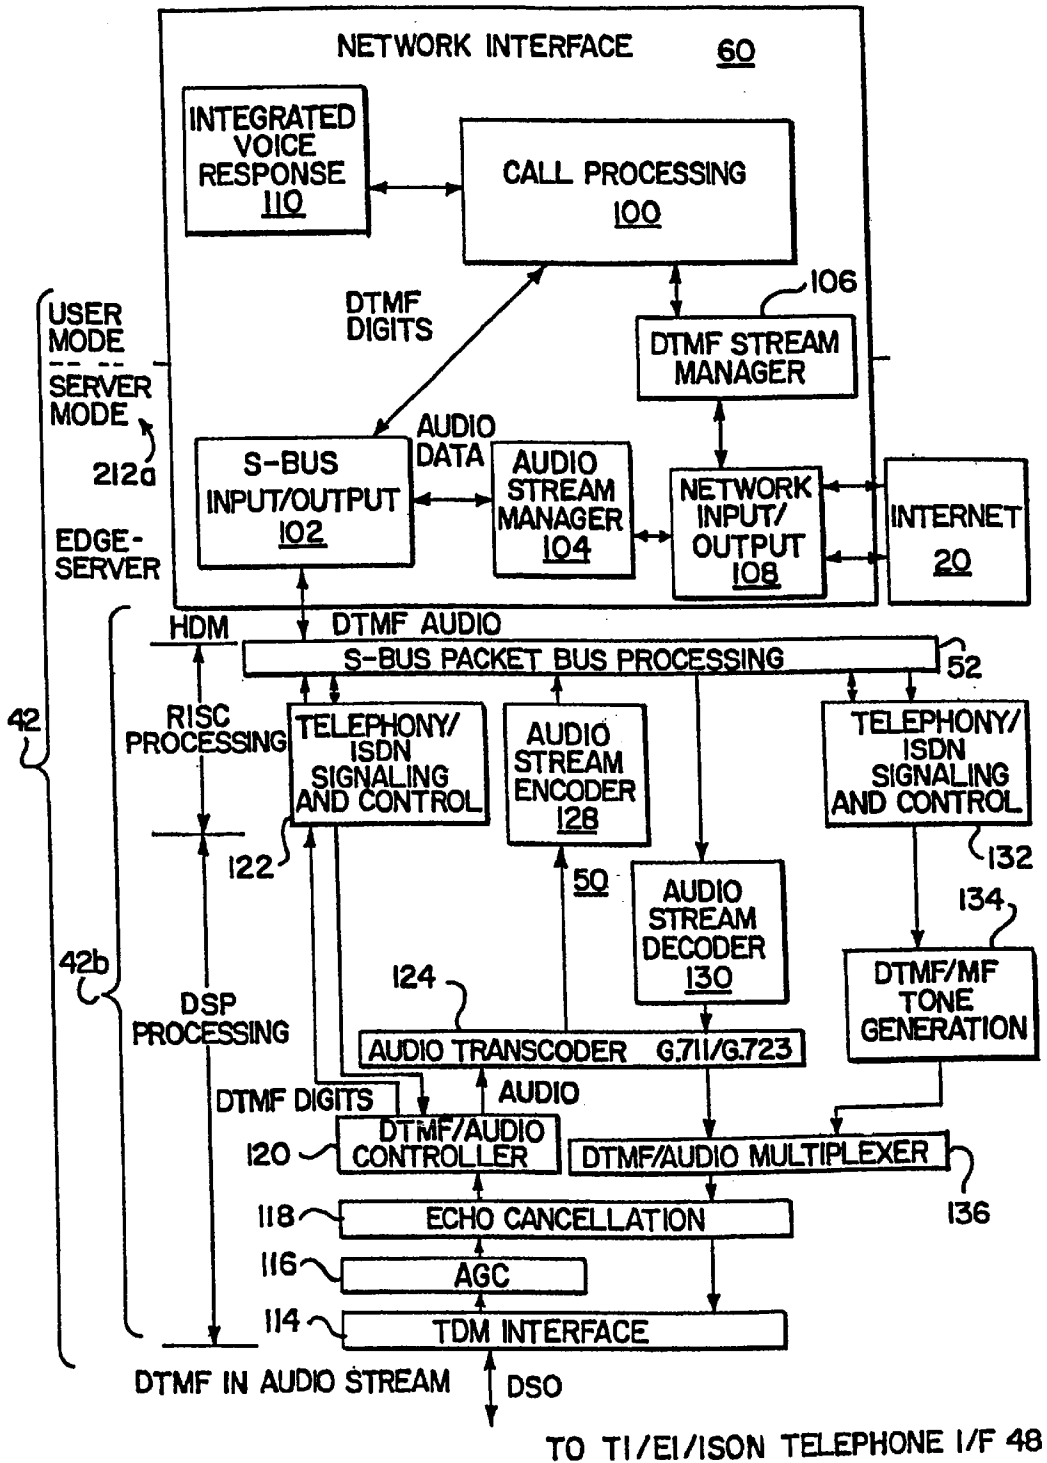 NETWORK INTERFACE 60
INTEGRATED
VOICE
RESPONSE
110
CALL PROCESSING
100
DTMF
DIGITS
106
USER
MODE
DTMF STREAM
MANAGER
SERVER
MODE
212a
S-BUS
INPUT/OUTPUT
102
AUDIO
DATA
AUDIO
STREAM
MANAGER
104
NETWORK
INPUT/
OUTPUT
108
INTERNET
20
EDGE-
SERVER
HDM
DTMF AUDIO
S-BUS PACKET BUS PROCESSING
52
42
RISC
PROCESSING
TELEPHONY/
ISDN
SIGNALING
AND CONTROL
122
AUDIO
STREAM
ENCODER
128
50
TELEPHONY/
ISDN
SIGNALING
AND CONTROL
132
AUDIO
STREAM
DECODER
130
134
DTMF/MF
TONE
GENERATION
42b
DSP
PROCESSING
124
AUDIO TRANSCODER G.711/G.723
DTMF DIGITS
AUDIO
120
DTMF/AUDIO
CONTROLLER
DTMF/AUDIO MULTIPLEXER
136
118
ECHO CANCELLATION
116
AGC
114
TDM INTERFACE
DTMF IN AUDIO STREAM
DSO
TO T1/E1/ISON TELEPHONE I/F 48